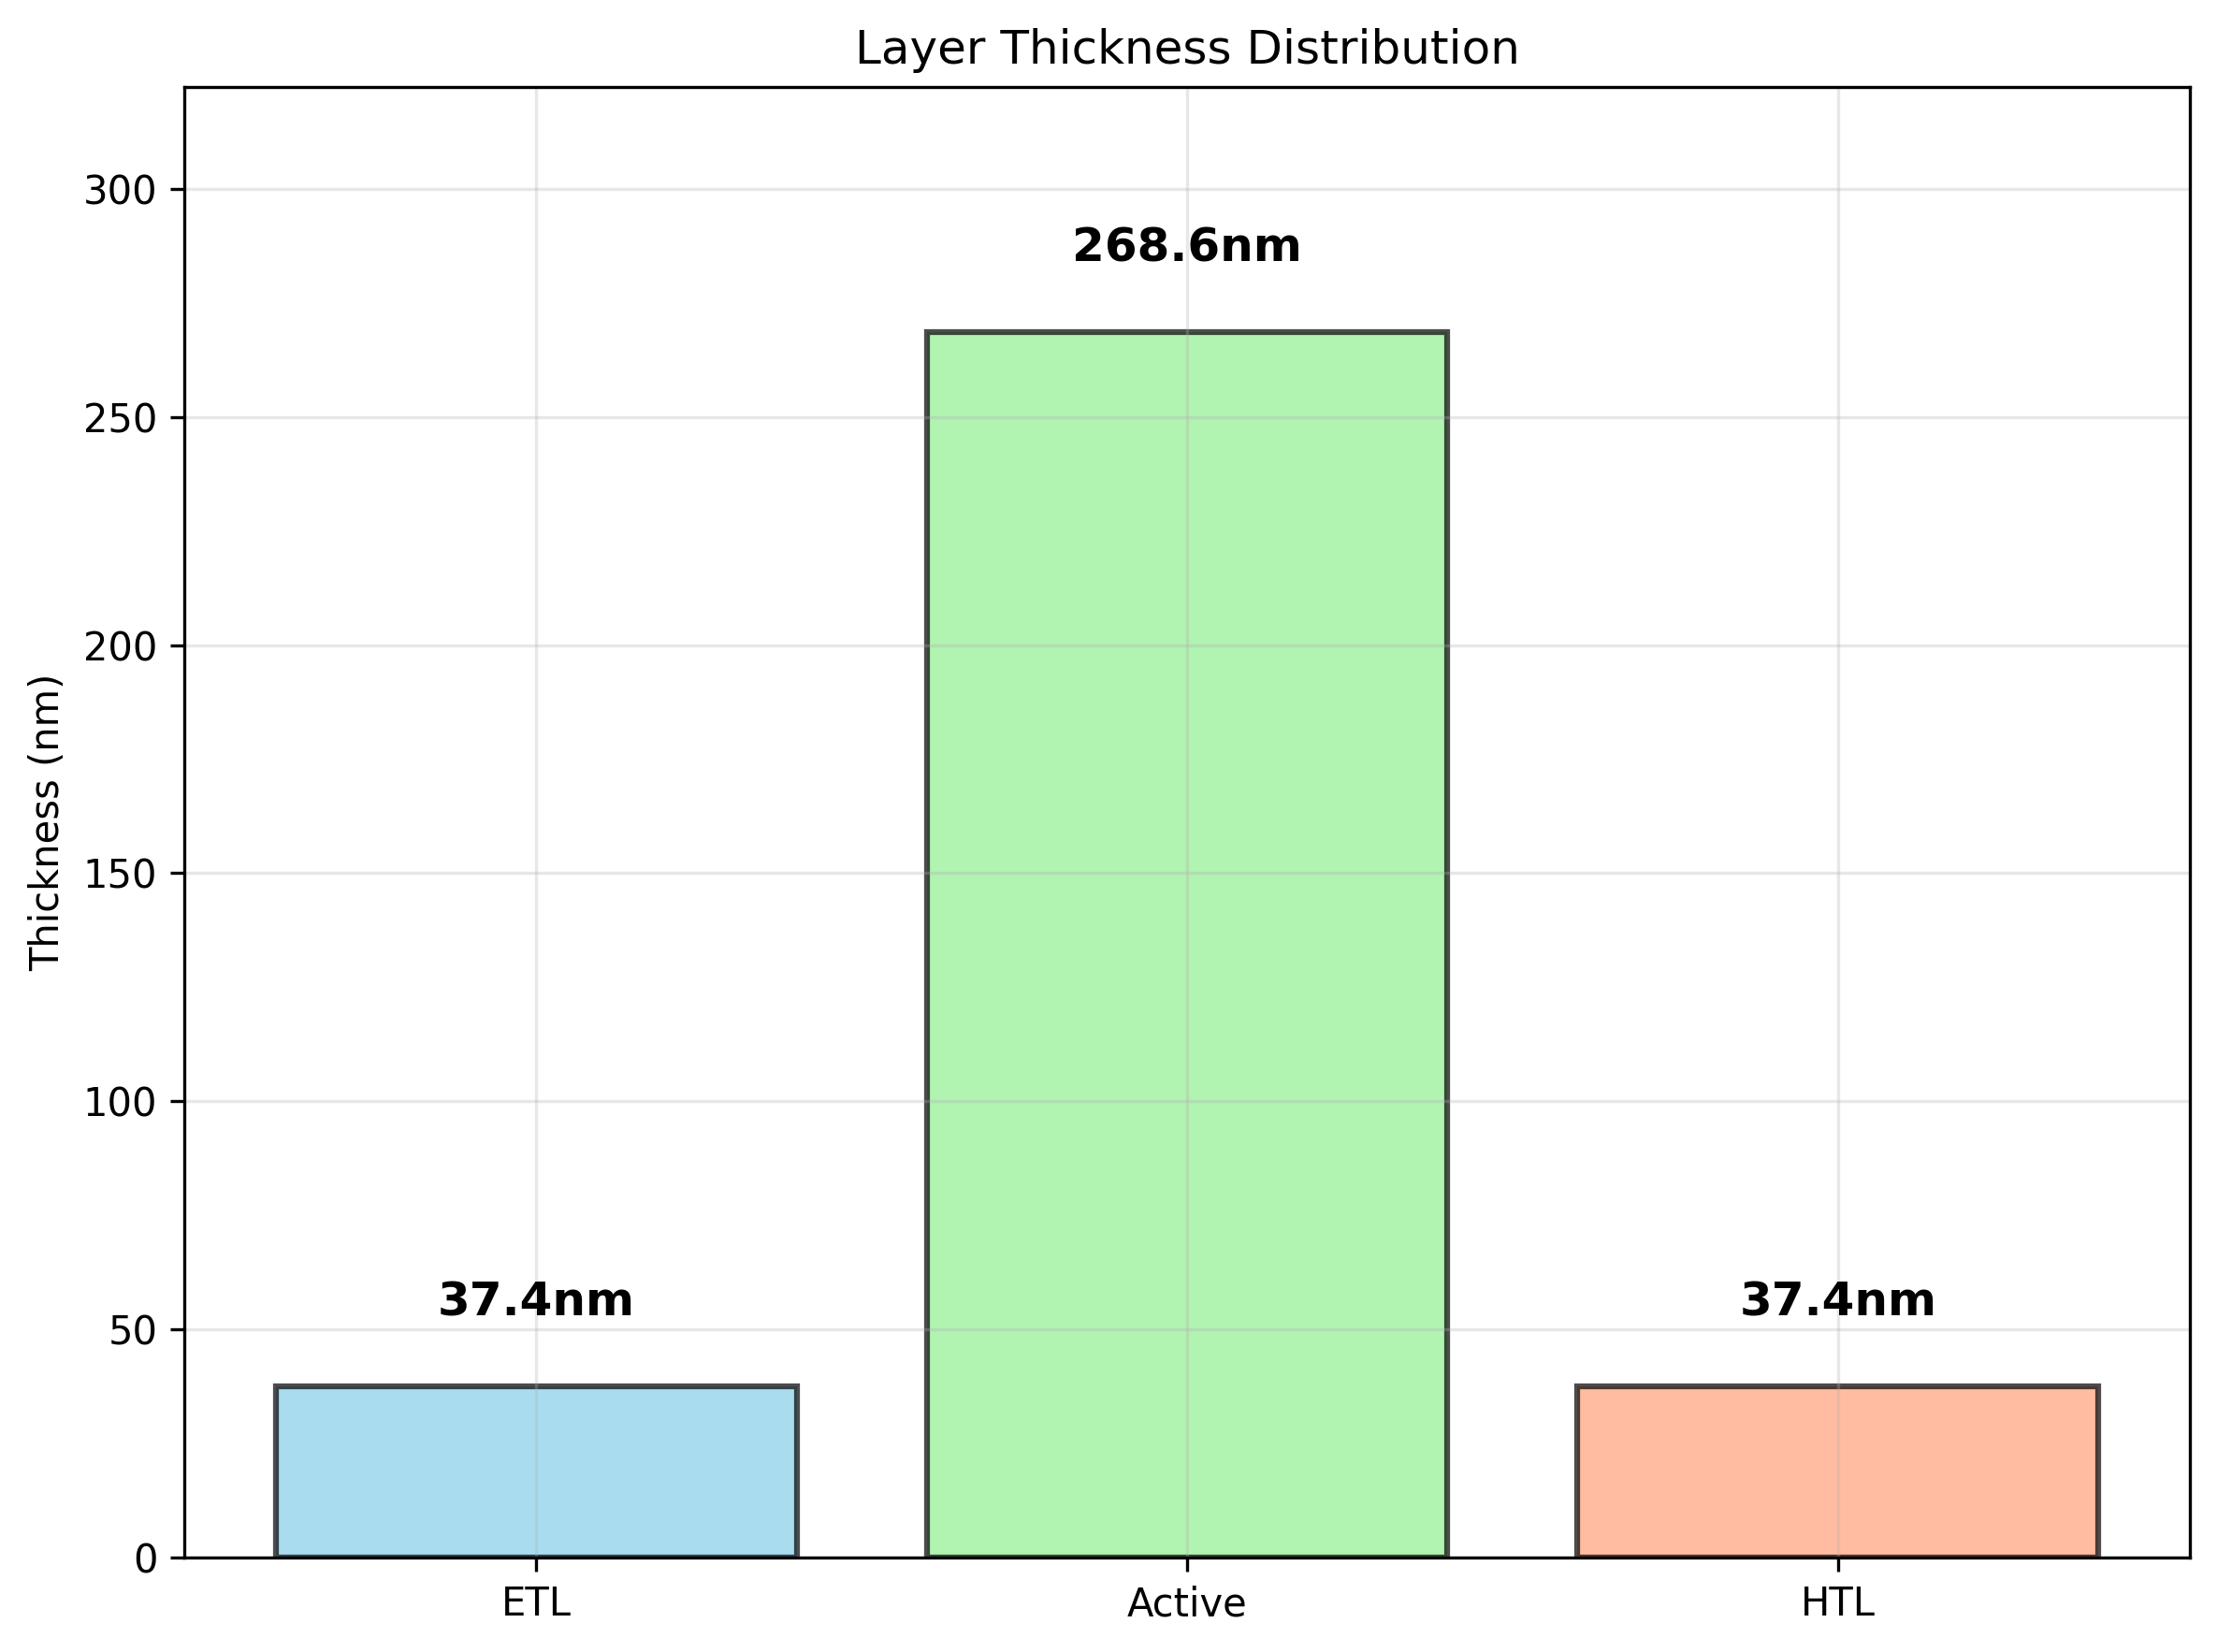 Layer Thickness Distribution
Thickness (nm)
300
250
200
150
100
50
0
268.6nm
37.4nm
37.4nm
ETL
Active
HTL